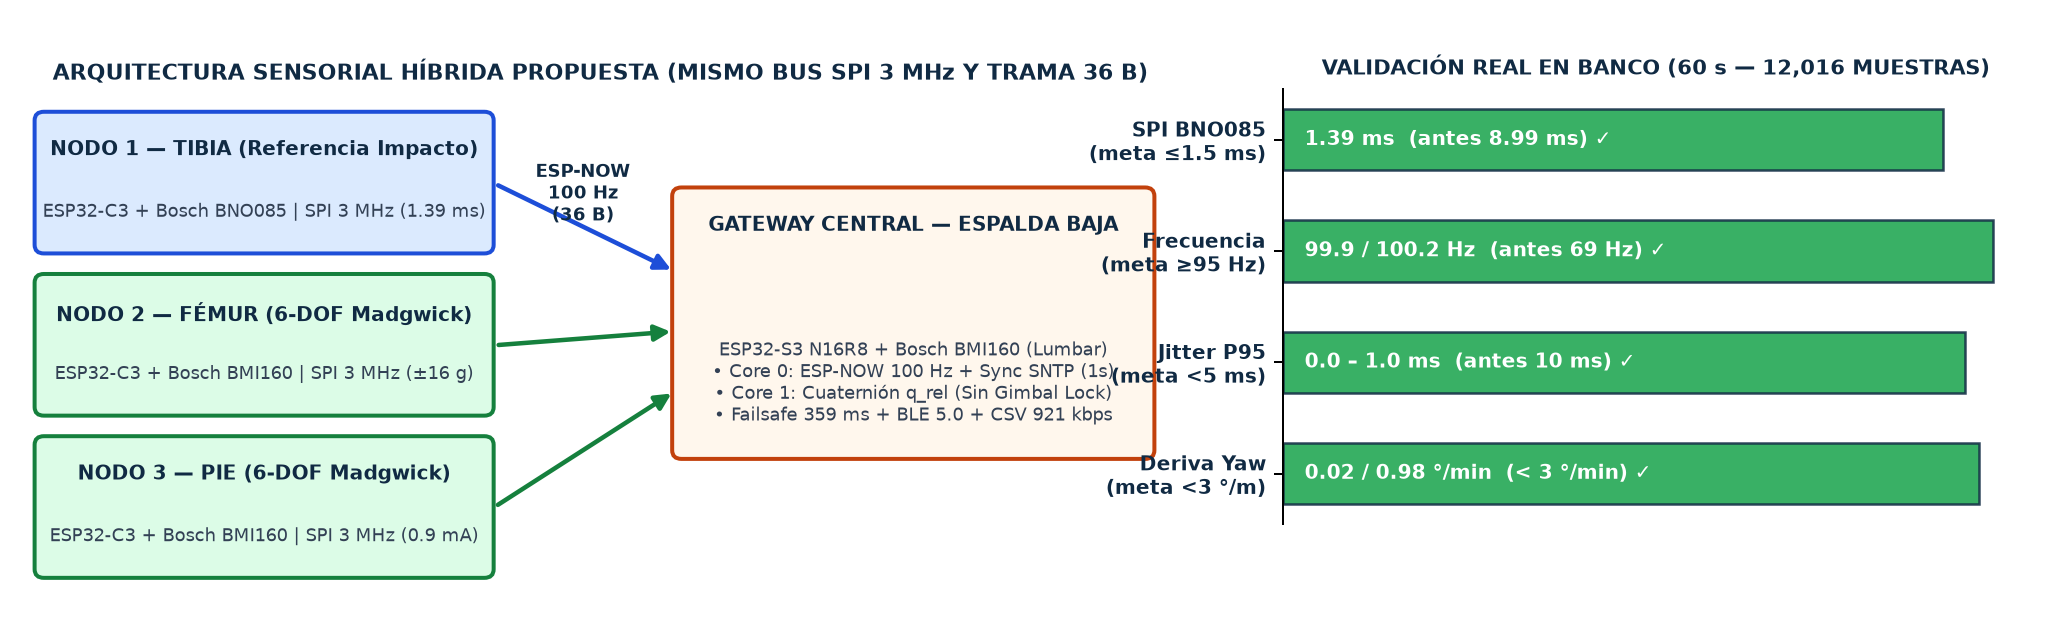 ARQUITECTURA SENSORIAL HÍBRIDA PROPUESTA (MISMO BUS SPI 3 MHz Y TRAMA 36 B)
NODO 1 — TIBIA (Referencia Impacto)
ESP32-C3 + Bosch BNO085 | SPI 3 MHz (1.39 ms)
NODO 2 — FÉMUR (6-DOF Madgwick)
ESP32-C3 + Bosch BMI160 | SPI 3 MHz (±16 g)
NODO 3 — PIE (6-DOF Madgwick)
ESP32-C3 + Bosch BMI160 | SPI 3 MHz (0.9 mA)
ESP-NOW
100 Hz
(36 B)
GATEWAY CENTRAL — ESPALDA BAJA
ESP32-S3 N16R8 + Bosch BMI160 (Lumbar)
• Core 0: ESP-NOW 100 Hz + Sync SNTP (1s)
• Core 1: Cuaternión q_rel (Sin Gimbal Lock)
• Failsafe 359 ms + BLE 5.0 + CSV 921 kbps
VALIDACIÓN REAL EN BANCO (60 s — 12,016 MUESTRAS)
SPI BNO085
(meta ≤1.5 ms)
1.39 ms (antes 8.99 ms) ✓
Frecuencia
(meta ≥95 Hz)
99.9 / 100.2 Hz (antes 69 Hz) ✓
Jitter P95
(meta <5 ms)
0.0 – 1.0 ms (antes 10 ms) ✓
Deriva Yaw
(meta <3 °/m)
0.02 / 0.98 °/min (< 3 °/min) ✓